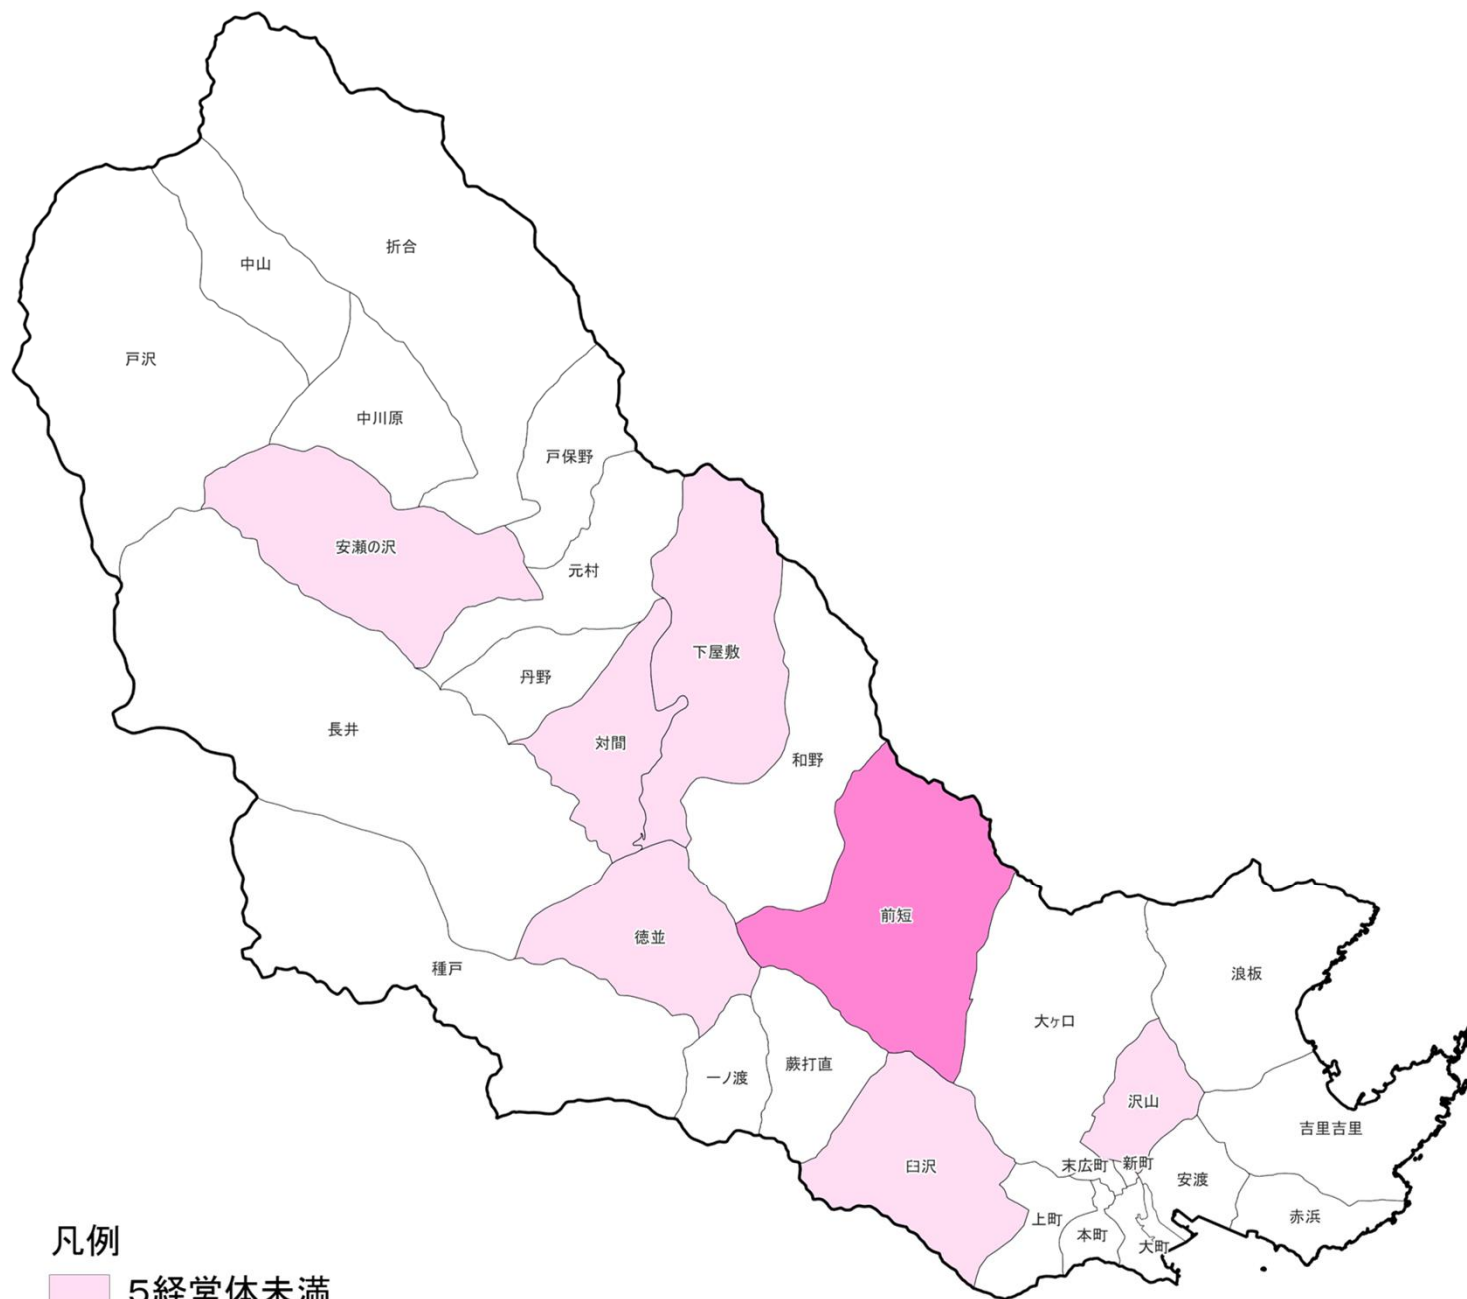 折合
中山
戸沢
中川原
戸保野
安瀬の沢
元村
下屋敷
丹野
長井
対間
和野
前短
徳並
種戸
浪板
大ヶ口
蕨打直
一ノ渡
沢山
吉里吉里
臼沢
末広町
新町
安渡
赤浜
上町
本町
大町
凡例
5経営体未満